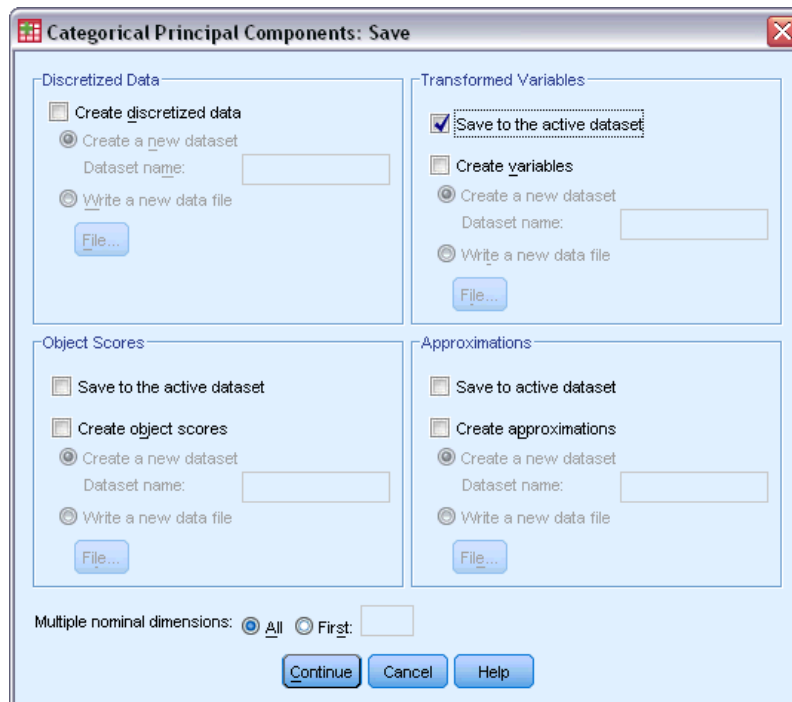 Categorical Principal Components: Save
Discretized Data
Create discretized data
Create a new dataset
Dataset name:
Write a new data file
File...
Transformed Variables
Save to the active dataset
Create variables
Create a new dataset
Dataset name:
Write a new data file
File...
Object Scores
Save to the active dataset
Create object scores
Create a new dataset
Dataset name:
Write a new data file
File...
Approximations
Save to active dataset
Create approximations
Create a new dataset
Dataset name:
Write a new data file
File...
Multiple nominal dimensions: All First:
Continue Cancel Help